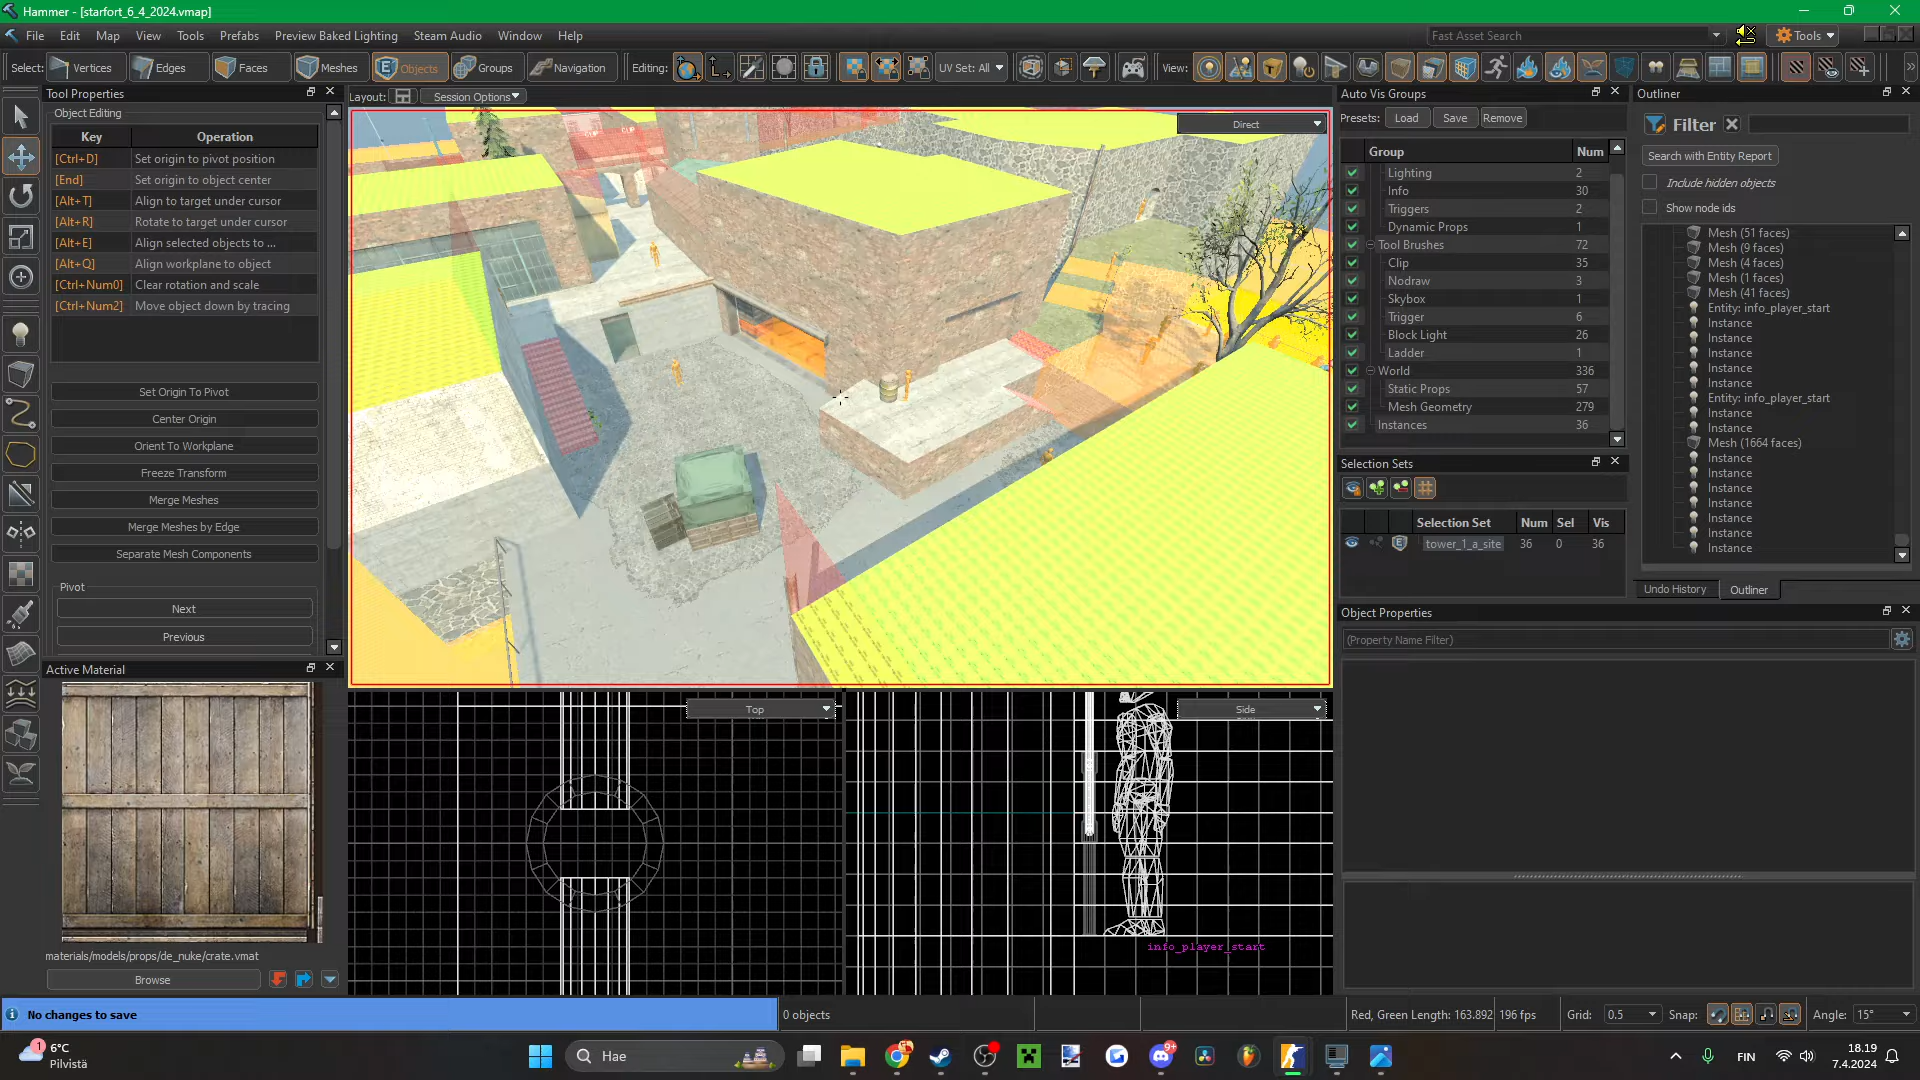 Hammer - [starfort_6_4_2024.vmap]
File Edit Map View Tools Prefabs Preview Baked Lighting Steam Audio Window Help
Fast Asset Search
Tools
Select: Vertices Edges Faces Meshes Objects Groups Navigation Editing: UV Set: All View:
Tool Properties
Object Editing
Key Operation
[Ctrl+D] Set origin to pivot position
[End] Set origin to object center
[Alt+T] Align to target under cursor
[Alt+R] Rotate to target under cursor
[Alt+E] Align selected objects to ...
[Alt+Q] Align workplane to object
[Ctrl+Num0] Clear rotation and scale
[Ctrl+Num2] Move object down by tracing
Set Origin To Pivot
Center Origin
Orient To Workplane
Freeze Transform
Merge Meshes
Merge Meshes by Edge
Separate Mesh Components
Pivot
Next
Previous
Active Material
materials/models/props/de_nuke/crate.vmat
Browse
Layout: Session Options
Direct
CLIP CLIP
Top
Side
info_player_start
Auto Vis Groups
Presets: Load Save Remove
Group Num
Lighting 2
Info 30
Triggers 2
Dynamic Props 1
Tool Brushes 72
Clip 35
Nodraw 3
Skybox 1
Trigger 6
Block Light 26
Ladder 1
World 336
Static Props 57
Mesh Geometry 279
Instances 36
Selection Sets
Selection Set Num Sel Vis
tower_1_a_site 36 0 36
Outliner
Filter
Search with Entity Report
Include hidden objects
Show node ids
Mesh (51 faces)
Mesh (9 faces)
Mesh (4 faces)
Mesh (1 faces)
Mesh (41 faces)
Entity: info_player_start
Instance
Instance
Instance
Instance
Instance
Entity: info_player_start
Instance
Instance
Mesh (1664 faces)
Instance
Instance
Instance
Instance
Instance
Instance
Instance
Undo History Outliner
Object Properties
(Property Name Filter)
No changes to save
0 objects
Red, Green Length: 163.892
196 fps
Grid: 0.5
Snap:
Angle: 15°
1
6°C
Pilvistä
Hae
9+
FIN
18.19
7.4.2024